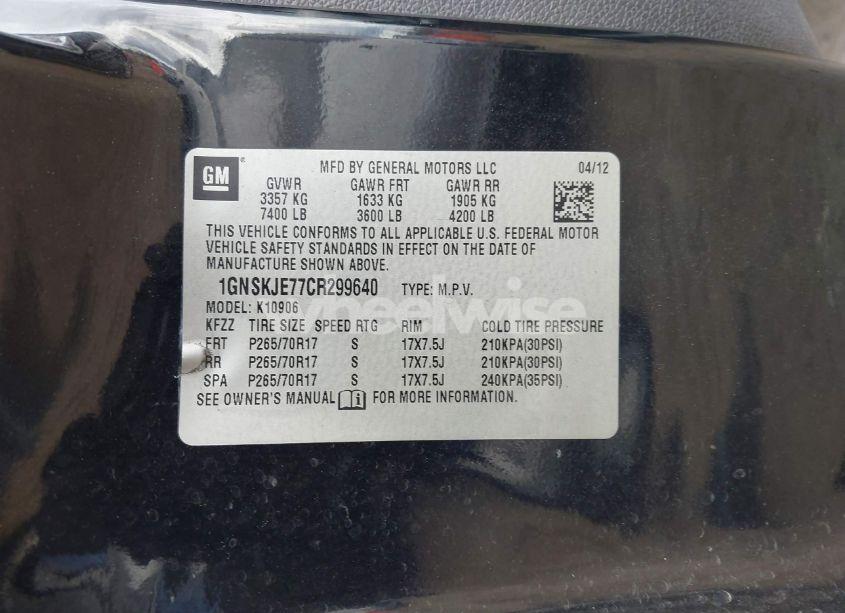 GM
MFD BY GENERAL MOTORS LLC 04/12
GVWR GAWR FRT GAWR RR
3357 KG 1633 KG 1905 KG
7400 LB 3600 LB 4200 LB
THIS VEHICLE CONFORMS TO ALL APPLICABLE U.S. FEDERAL MOTOR
VEHICLE SAFETY STANDARDS IN EFFECT ON THE DATE OF
MANUFACTURE SHOWN ABOVE.
1GNSKJE77CR299640 TYPE: M.P.V.
MODEL: K10906
wheelwise
KFZZ TIRE SIZE SPEED RTG RIM COLD TIRE PRESSURE
FRT P265/70R17 S 17X7.5J 210KPA(30PSI)
RR P265/70R17 S 17X7.5J 210KPA(30PSI)
SPA P265/70R17 S 17X7.5J 240KPA(35PSI)
SEE OWNER'S MANUAL i FOR MORE INFORMATION.